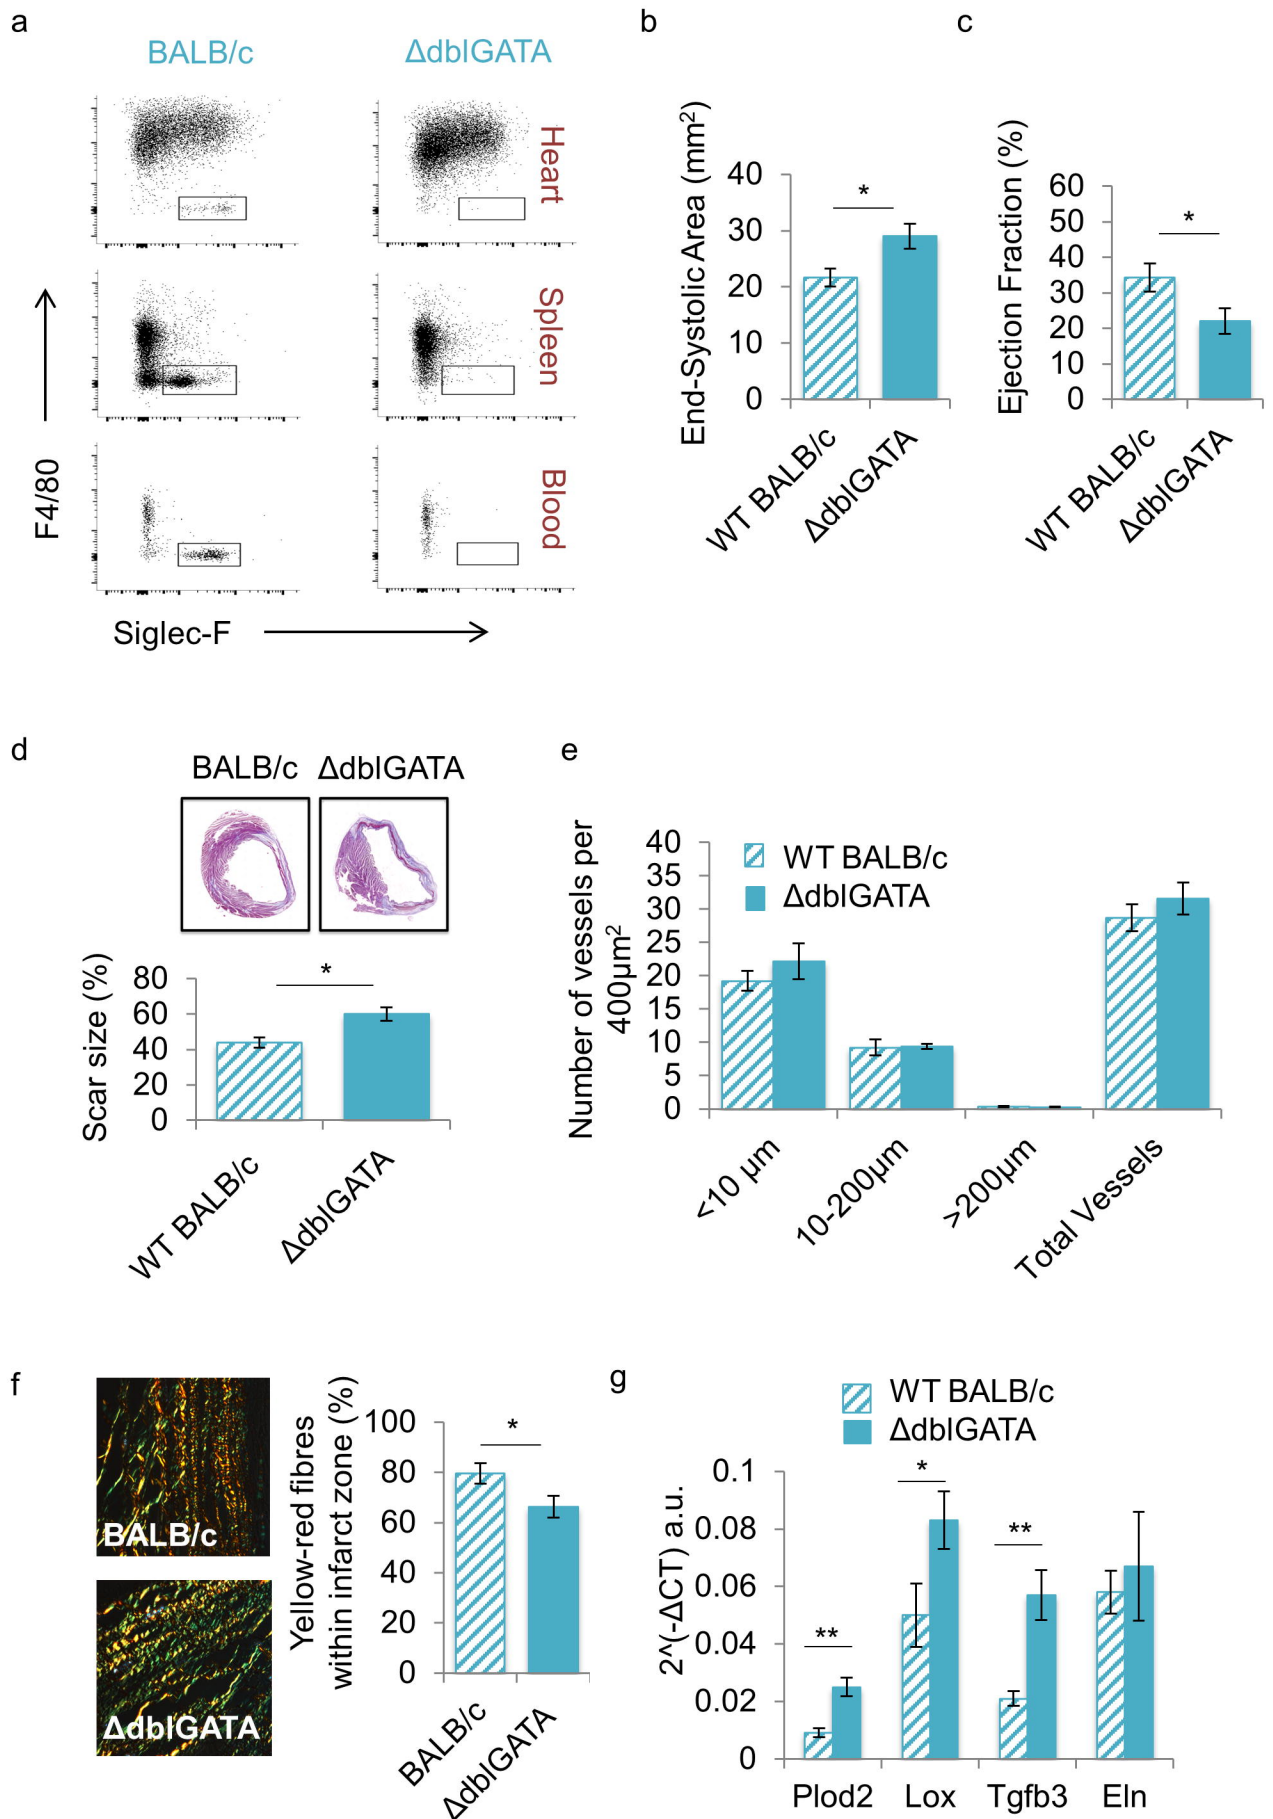 a
BALB/c
ΔdblGATA
Heart
Spleen
Blood
F4/80
Siglec-F
b
End-Systolic Area (mm²)
40
30
20
10
0
*
WT BALB/c
ΔdblGATA
c
Ejection Fraction (%)
60
50
40
30
20
10
0
*
WT BALB/c
ΔdblGATA
d
BALB/c
ΔdblGATA
Scar size (%)
80
60
40
20
0
*
WT BALB/c
ΔdblGATA
e
Number of vessels per
400µm²
40
35
30
25
20
15
10
5
0
WT BALB/c
ΔdblGATA
<10 µm
10-200µm
>200µm
Total Vessels
f
BALB/c
ΔdblGATA
Yellow-red fibres
within infarct zone (%)
100
80
60
40
20
0
*
BALB/c
ΔdblGATA
g
WT BALB/c
ΔdblGATA
2^(-ΔCT) a.u.
0.1
0.08
0.06
0.04
0.02
0
**
*
**
Plod2
Lox
Tgfb3
Eln